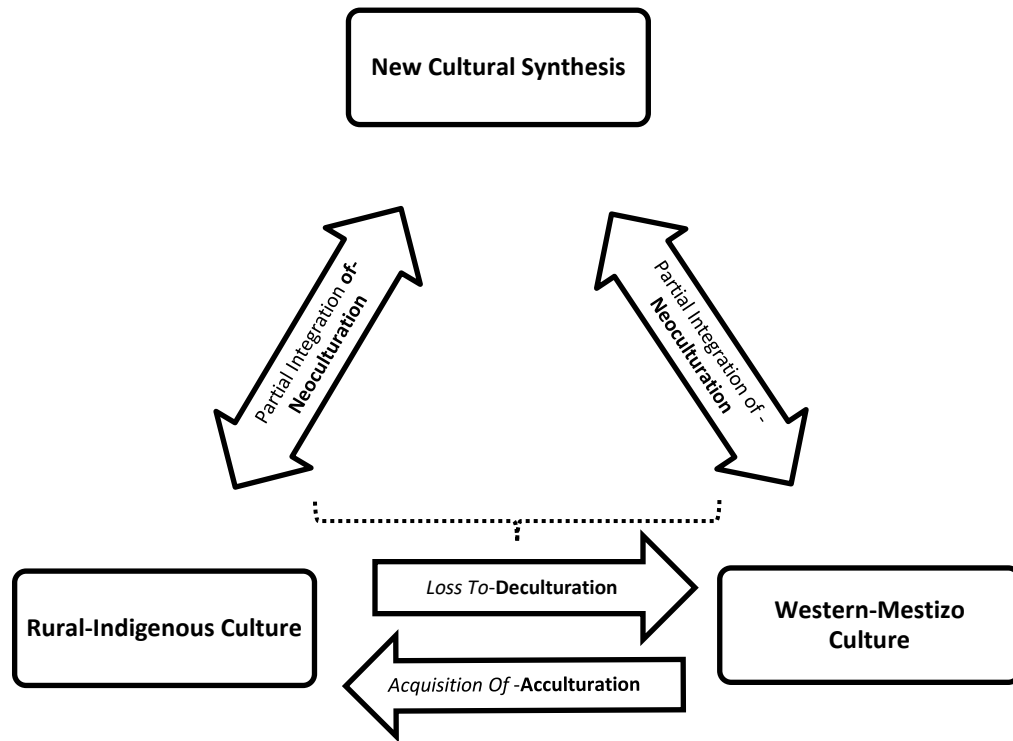 New Cultural Synthesis
Partial Integration of-
Neoculturation
Partial Integration of -
Neoculturation
Loss To-Deculturation
Rural-Indigenous Culture
Western-Mestizo
Culture
Acquisition Of -Acculturation